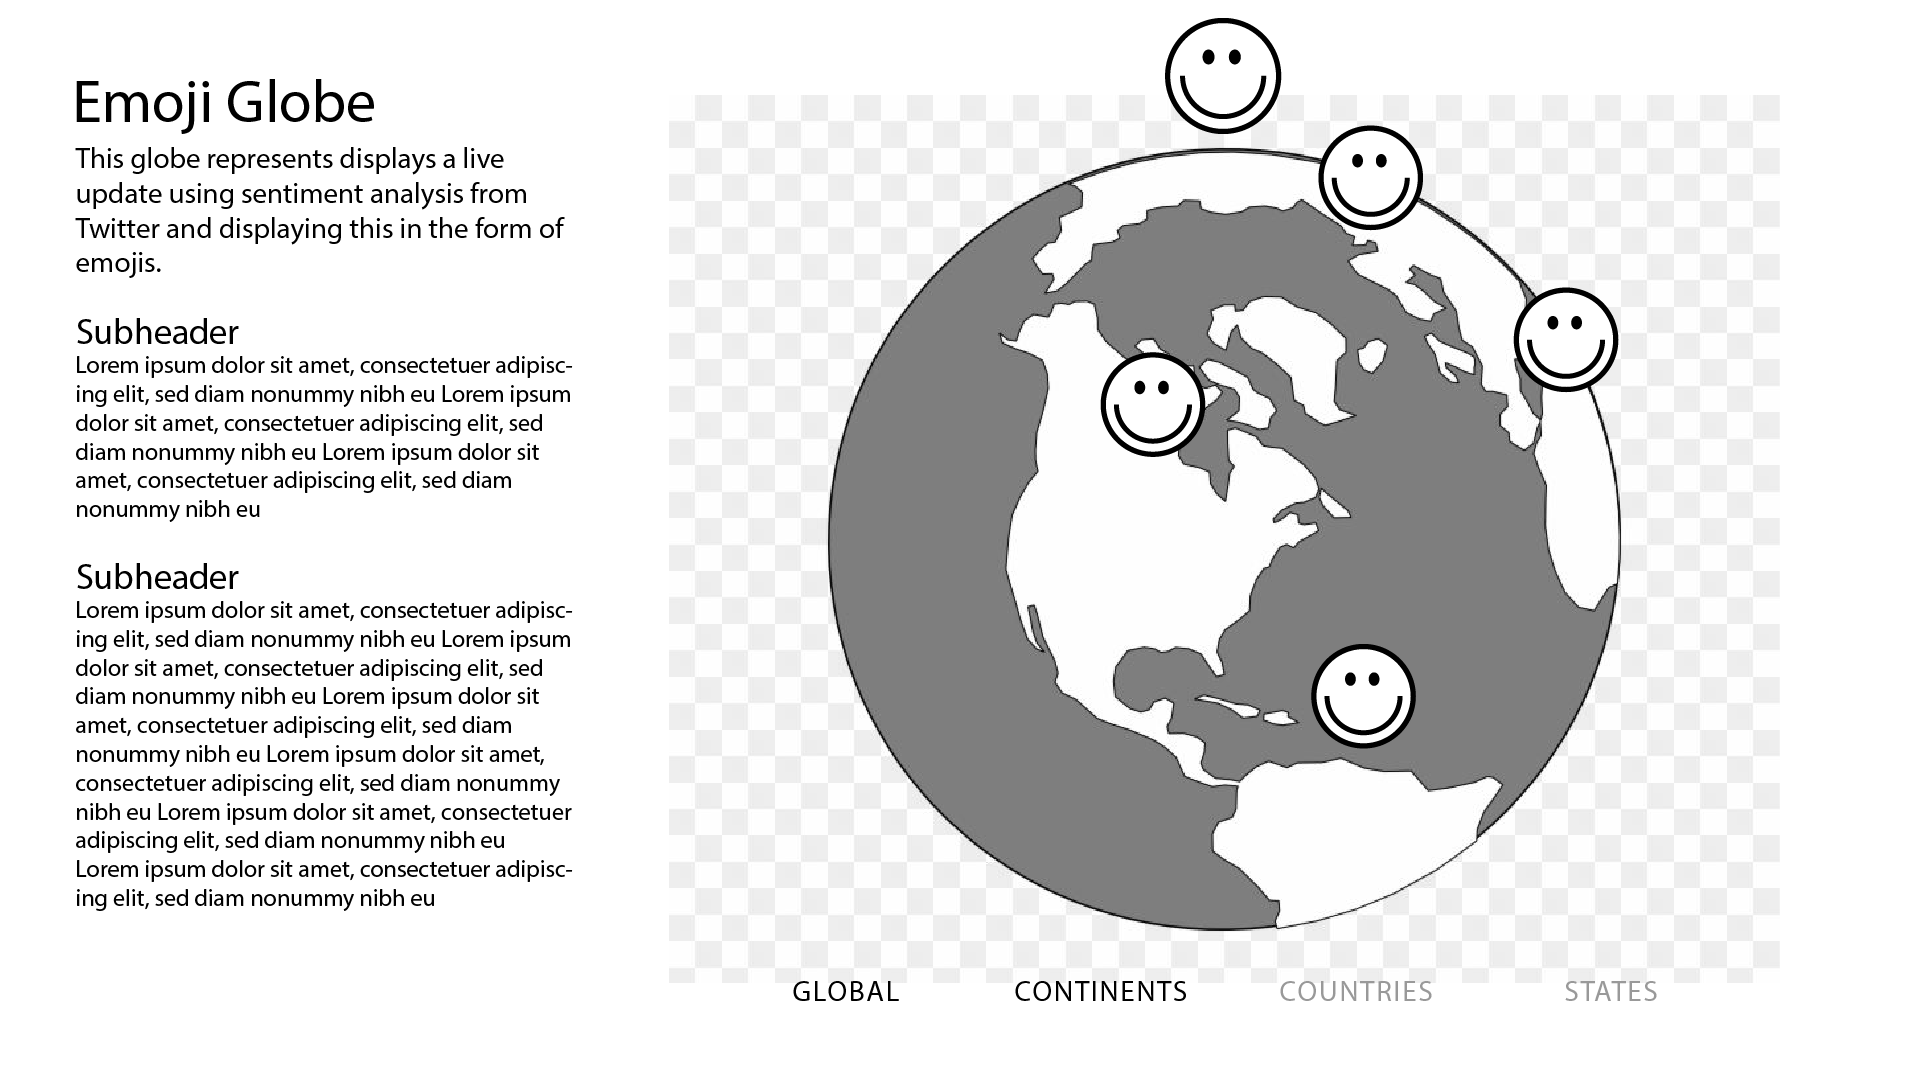 Emoji Globe
This globe represents displays a live
update using sentiment analysis from
Twitter and displaying this in the form of
emojis.
Subheader
Lorem ipsum dolor sit amet, consectetuer adipisc-
ing elit, sed diam nonummy nibh eu Lorem ipsum
dolor sit amet, consectetuer adipiscing elit, sed
diam nonummy nibh eu Lorem ipsum dolor sit
amet, consectetuer adipiscing elit, sed diam
nonummy nibh eu
Subheader
Lorem ipsum dolor sit amet, consectetuer adipisc-
ing elit, sed diam nonummy nibh eu Lorem ipsum
dolor sit amet, consectetuer adipiscing elit, sed
diam nonummy nibh eu Lorem ipsum dolor sit
amet, consectetuer adipiscing elit, sed diam
nonummy nibh eu Lorem ipsum dolor sit amet,
consectetuer adipiscing elit, sed diam nonummy
nibh eu Lorem ipsum dolor sit amet, consectetuer
adipiscing elit, sed diam nonummy nibh eu
Lorem ipsum dolor sit amet, consectetuer adipisc-
ing elit, sed diam nonummy nibh eu
GLOBAL
CONTINENTS
COUNTRIES
STATES